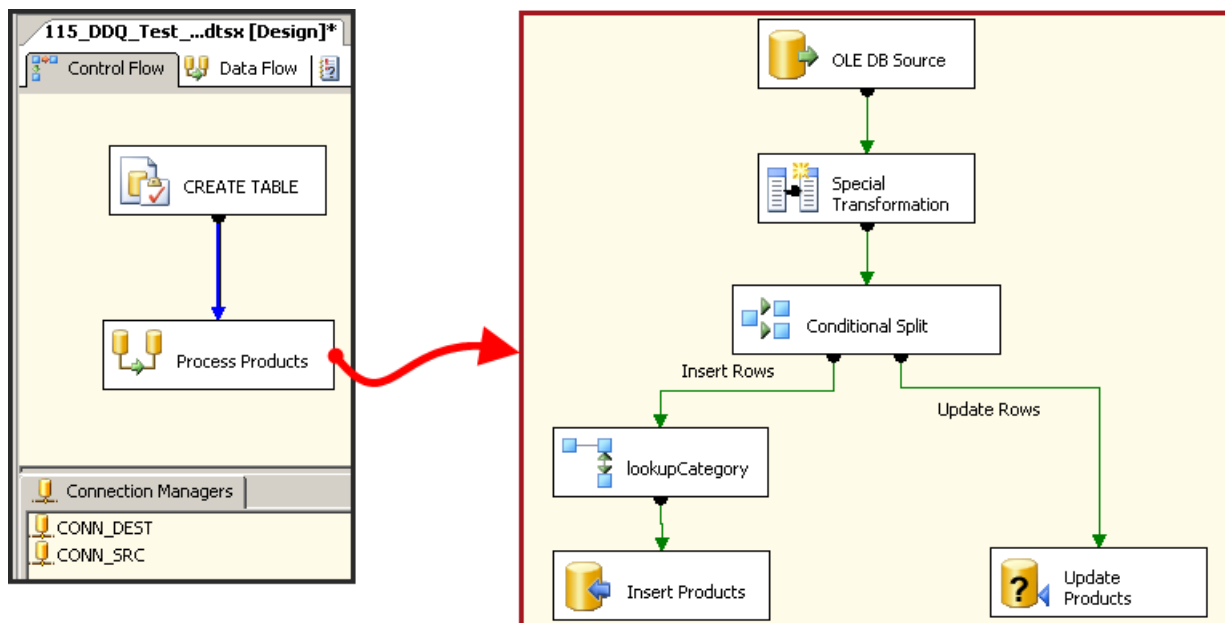 115_DDQ_Test_...dtsx [Design]*
Control Flow
Data Flow
CREATE TABLE
Process Products
Connection Managers
CONN_DEST
CONN_SRC
OLE DB Source
Special
Transformation
Conditional Split
Insert Rows
Update Rows
lookupCategory
Insert Products
Update
Products